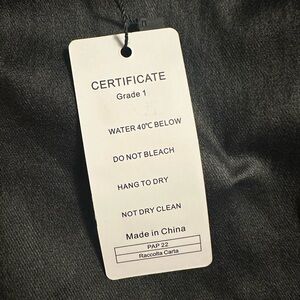 CERTIFICATE
Grade 1
WATER 40℃ BELOW
DO NOT BLEACH
HANG TO DRY
NOT DRY CLEAN
Made in China
PAP 22
Raccolta Carta